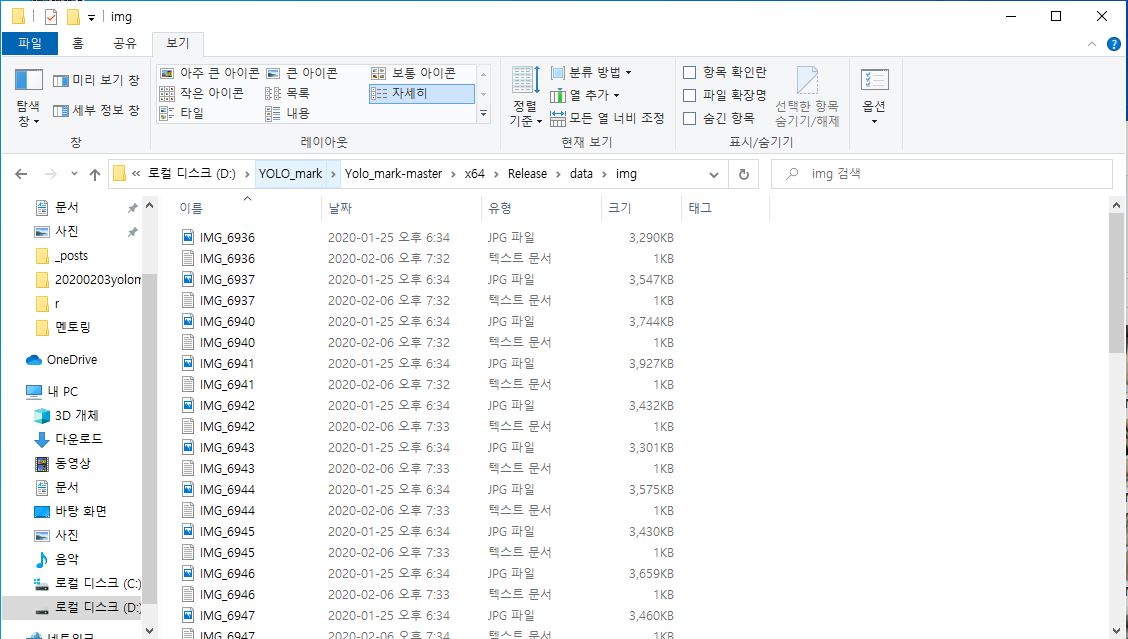 img
파일 홈 공유 보기
탐색 창
미리 보기 창
세부 정보 창
창
아주 큰 아이콘 큰 아이콘 보통 아이콘
작은 아이콘 목록 자세히
타일 내용
레이아웃
정렬 기준
분류 방법
열 추가
모든 열 너비 조정
현재 보기
항목 확인란
파일 확장명
숨긴 항목
선택한 항목 숨기기/해제
표시/숨기기
옵션
« 로컬 디스크 (D:) > YOLO_mark > Yolo_mark-master > x64 > Release > data > img
img 검색
문서
사진
_posts
20200203yolom
r
멘토링
OneDrive
내 PC
3D 개체
다운로드
동영상
문서
바탕 화면
사진
음악
로컬 디스크 (C:)
로컬 디스크 (D:)
네트워크
이름 날짜 유형 크기 태그
IMG_6936 2020-01-25 오후 6:34 JPG 파일 3,290KB
IMG_6936 2020-02-06 오후 7:32 텍스트 문서 1KB
IMG_6937 2020-01-25 오후 6:34 JPG 파일 3,547KB
IMG_6937 2020-02-06 오후 7:32 텍스트 문서 1KB
IMG_6940 2020-01-25 오후 6:34 JPG 파일 3,744KB
IMG_6940 2020-02-06 오후 7:32 텍스트 문서 1KB
IMG_6941 2020-01-25 오후 6:34 JPG 파일 3,927KB
IMG_6941 2020-02-06 오후 7:32 텍스트 문서 1KB
IMG_6942 2020-01-25 오후 6:34 JPG 파일 3,432KB
IMG_6942 2020-02-06 오후 7:33 텍스트 문서 1KB
IMG_6943 2020-01-25 오후 6:34 JPG 파일 3,301KB
IMG_6943 2020-02-06 오후 7:33 텍스트 문서 1KB
IMG_6944 2020-01-25 오후 6:34 JPG 파일 3,575KB
IMG_6944 2020-02-06 오후 7:33 텍스트 문서 1KB
IMG_6945 2020-01-25 오후 6:34 JPG 파일 3,430KB
IMG_6945 2020-02-06 오후 7:33 텍스트 문서 1KB
IMG_6946 2020-01-25 오후 6:34 JPG 파일 3,659KB
IMG_6946 2020-02-06 오후 7:33 텍스트 문서 1KB
IMG_6947 2020-01-25 오후 6:34 JPG 파일 3,460KB
IMG_6947 2020-02-06 오후 7:34 텍스트 문서 1KB